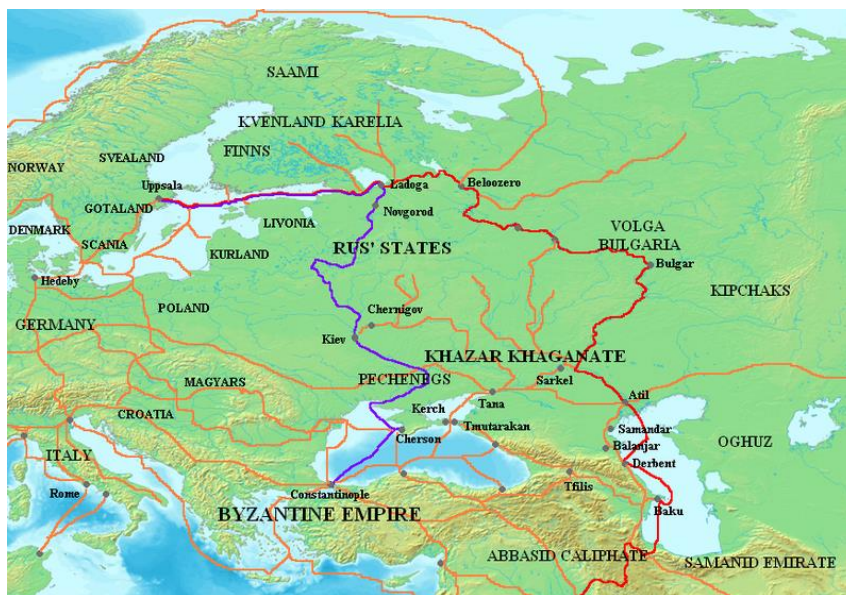 SAAMI
KVENLAND KARELIA
NORWAY
SVEALAND
FINNS
Uppsala
Ladoga
Beloozero
GOTALAND
Novgorod
LIVONIA
DENMARK
SCANIA
KURLAND
RUS' STATES
VOLGA
BULGARIA
Bulgar
Hedeby
POLAND
Chernigov
KIPCHAKS
GERMANY
Kiev
KHAZAR KHAGANATE
MAGYARS
PECHENEGS
Sarkel
Tana
Atil
CROATIA
Kerch
Tmutarakan
Samandar
Cherson
Balanjar
OGHUZ
ITALY
Derbent
Rome
Constantinople
Tfilis
Baku
BYZANTINE EMPIRE
ABBASID CALIPHATE
SAMANID EMIRATE